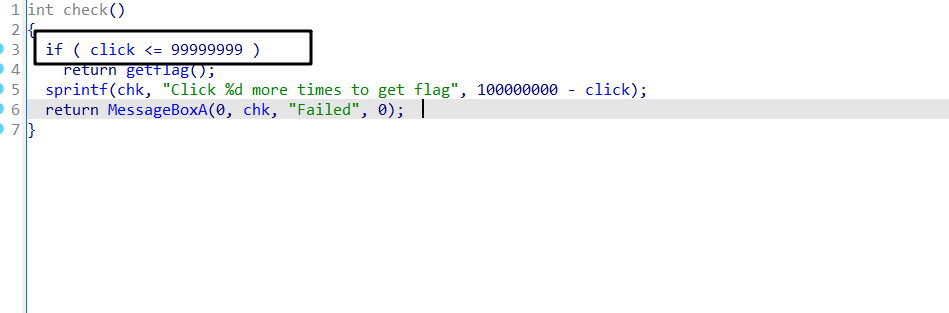 1 int check()
2 {
3 if ( click <= 99999999 )
4 return getflag();
5 sprintf(chk, "Click %d more times to get flag", 100000000 - click);
6 return MessageBoxA(0, chk, "Failed", 0);
7 }